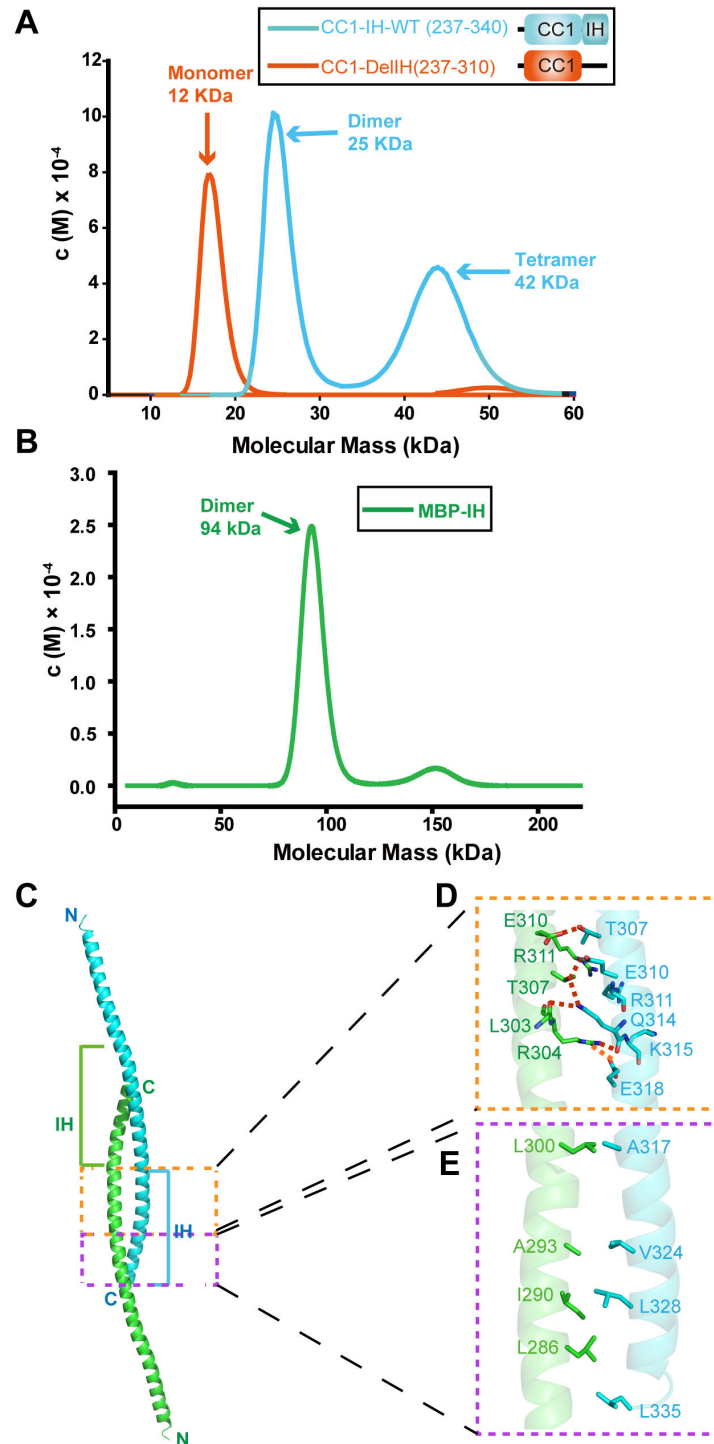 A
CC1-IH-WT (237-340)
CC1
IH
CC1-DelIH(237-310)
CC1
Monomer
12 KDa
Dimer
25 KDa
Tetramer
42 KDa
c (M) x 10⁻⁴
12
10
8
6
4
2
0
10
20
30
40
50
60
Molecular Mass (kDa)
B
Dimer
94 kDa
MBP-IH
c (M) × 10⁻⁴
3.0
2.5
2.0
1.5
1.0
0.5
0.0
0
50
100
150
200
Molecular Mass (kDa)
C
N
C
IH
IH
C
N
D
E310
T307
R311
E310
T307
R311
L303
Q314
R304
K315
E318
E
L300
A317
A293
V324
I290
L328
L286
L335